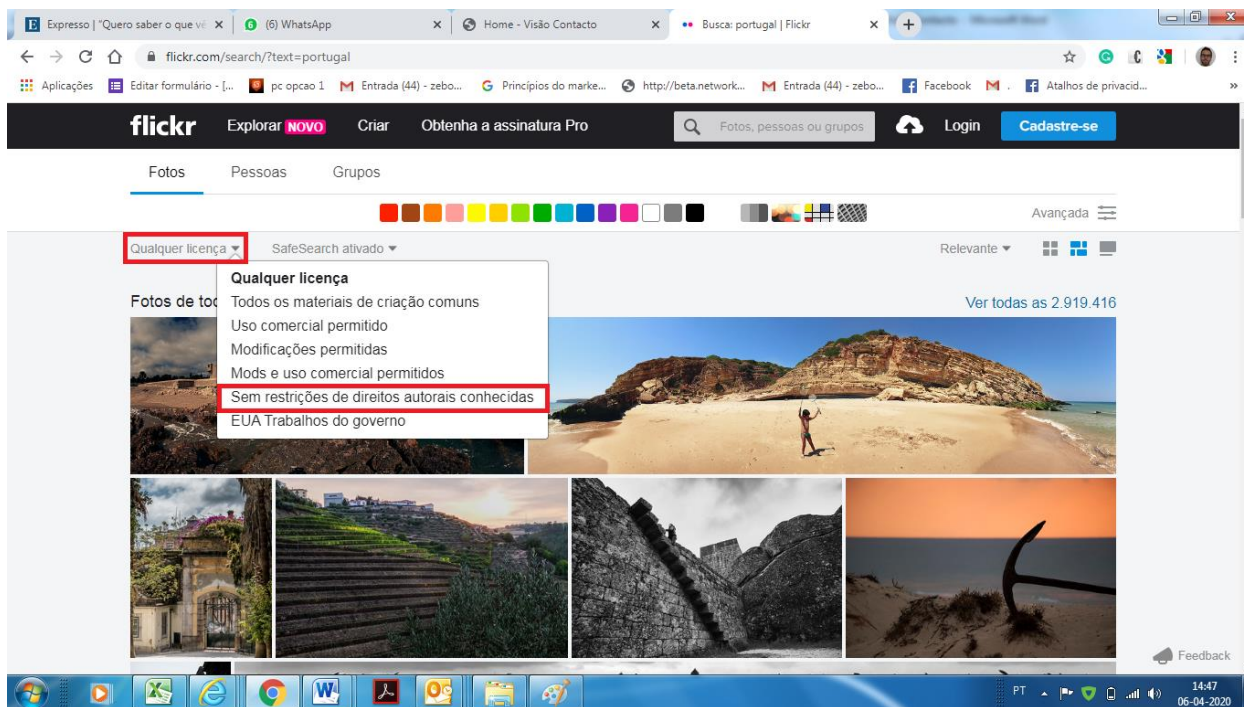 Expresso | "Quero saber o que vê
(6) WhatsApp
Home - Visão Contacto
Busca: portugal | Flickr
flickr.com/search/?text=portugal
Aplicações
Editar formulário - [...
pc opcao 1
Entrada (44) - zebo...
Princípios do marke...
http://beta.network...
Entrada (44) - zebo...
Facebook
.
Atalhos de privacid...
»
flickr
Explorar NOVO
Criar
Obtenha a assinatura Pro
Fotos, pessoas ou grupos
Login
Cadastre-se
Fotos
Pessoas
Grupos
Avançada
Qualquer licença
SafeSearch ativado
Relevante
Qualquer licença
Todos os materiais de criação comuns
Uso comercial permitido
Modificações permitidas
Mods e uso comercial permitidos
Sem restrições de direitos autorais conhecidas
EUA Trabalhos do governo
Fotos de
Ver todas as 2.919.416
Feedback
PT
14:47
06-04-2020